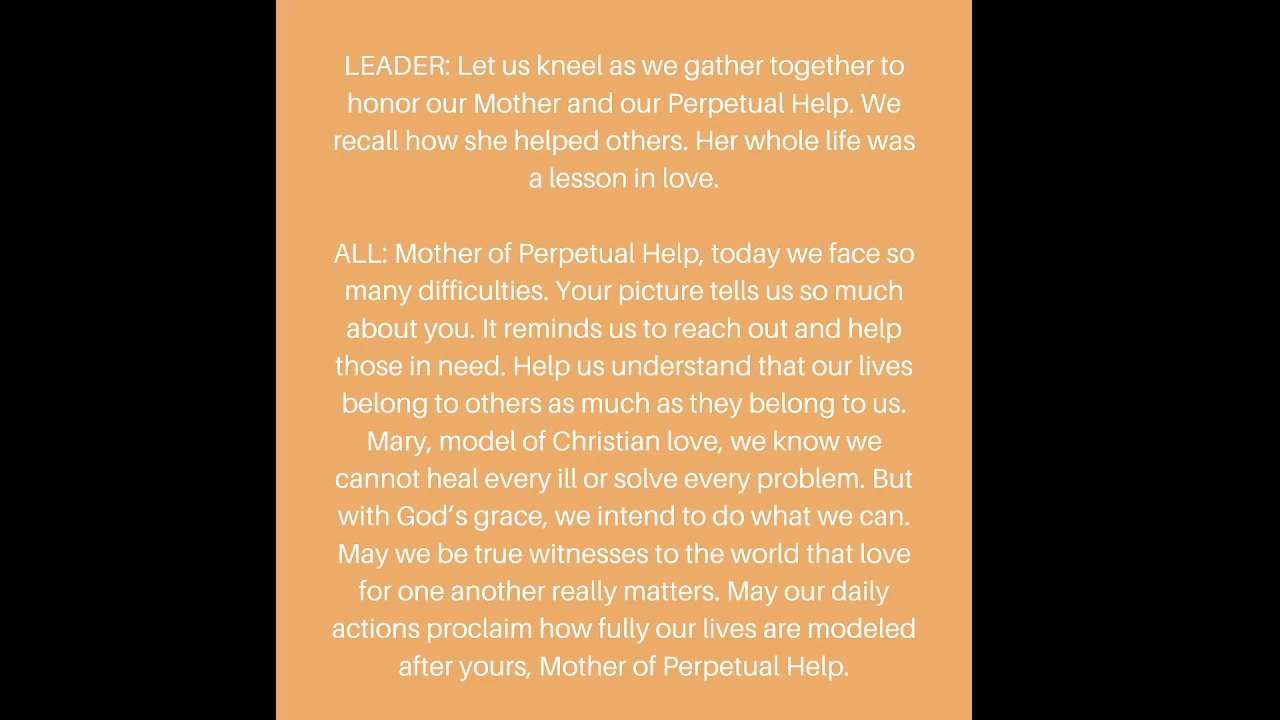 LEADER: Let us kneel as we gather together to
honor our Mother and our Perpetual Help. We
recall how she helped others. Her whole life was
a lesson in love.
ALL: Mother of Perpetual Help, today we face so
many difficulties. Your picture tells us so much
about you. It reminds us to reach out and help
those in need. Help us understand that our lives
belong to others as much as they belong to us.
Mary, model of Christian love, we know we
cannot heal every ill or solve every problem. But
with God’s grace, we intend to do what we can.
May we be true witnesses to the world that love
for one another really matters. May our daily
actions proclaim how fully our lives are modeled
after yours, Mother of Perpetual Help.